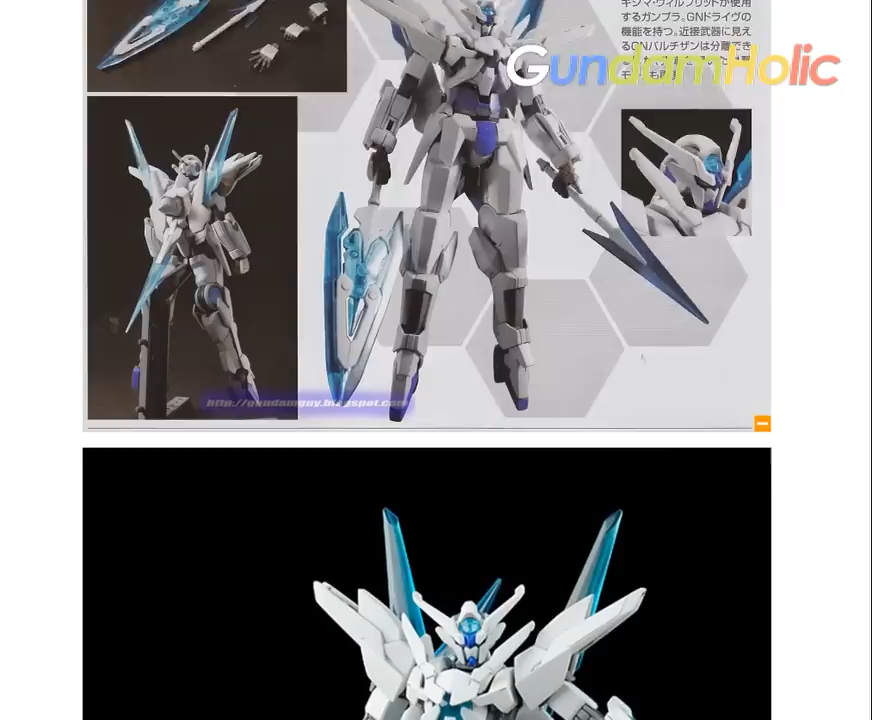 キジマ・ウィルフリッドが使用
するガンプラ。GNドライヴの
機能を持つ。近接武器に見え
るGNパルチザンは分離でき
GundamHolic
http://gundamguy.blogspot.com